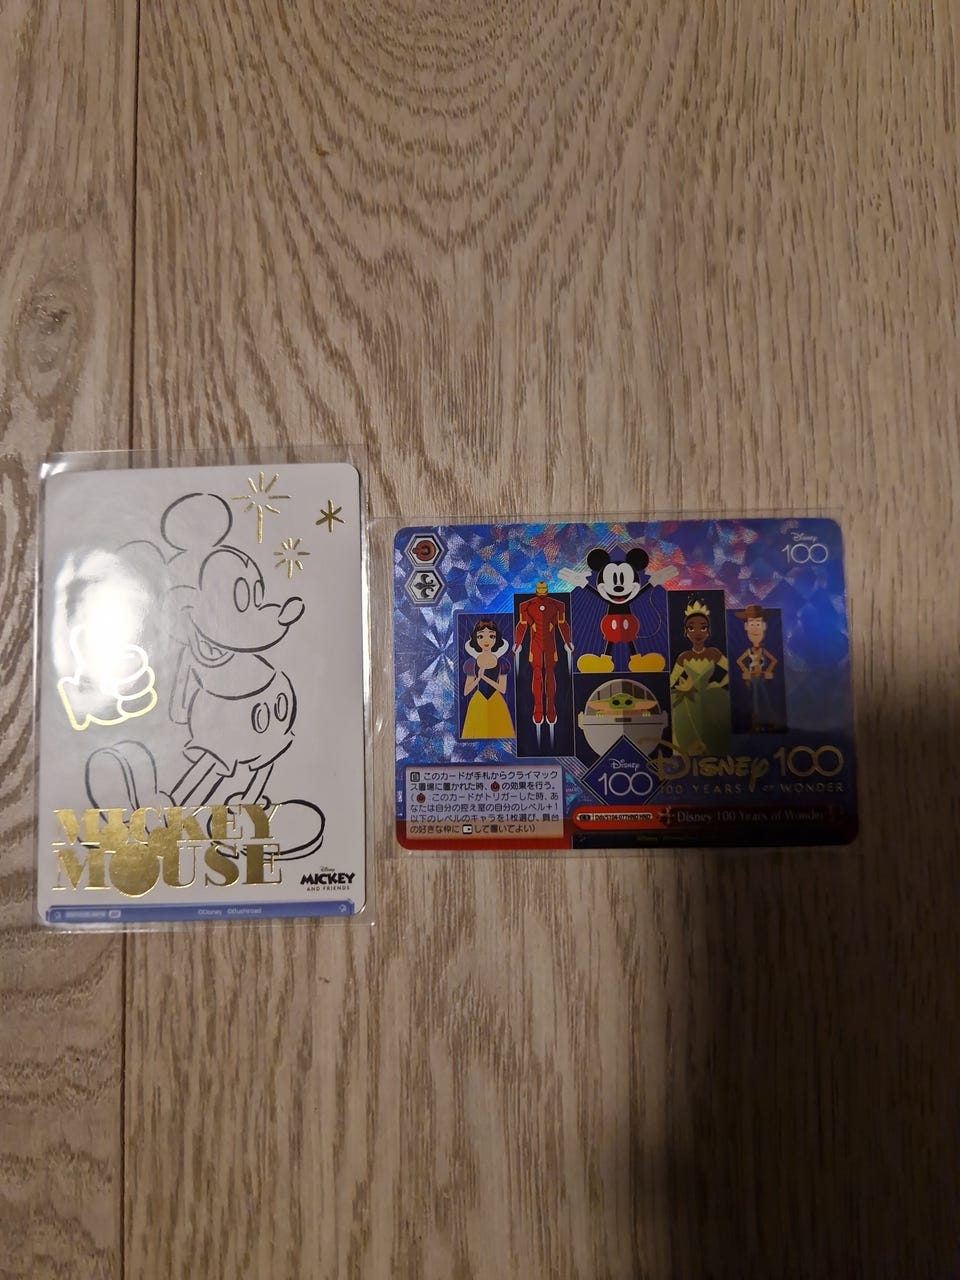 MICKEY
MOUSE
Disney
MICKEY
AND FRIENDS
©Disney ©Bushiroad
Disney
100
Disney
100
Disney 100
100 YEARS OF WONDER
自 このカードが手札からクライマッ
クス置場に置かれた時、の効果を行う。
( このカードがトリガーした時、あ
なたは自分の控え室の自分のレベル+1
以下のレベルのキャラを1枚選び、舞台
の好きな枠に して置いてよい)
CX
Dds/S104-077HND HND
Disney 100 Years of Wonder